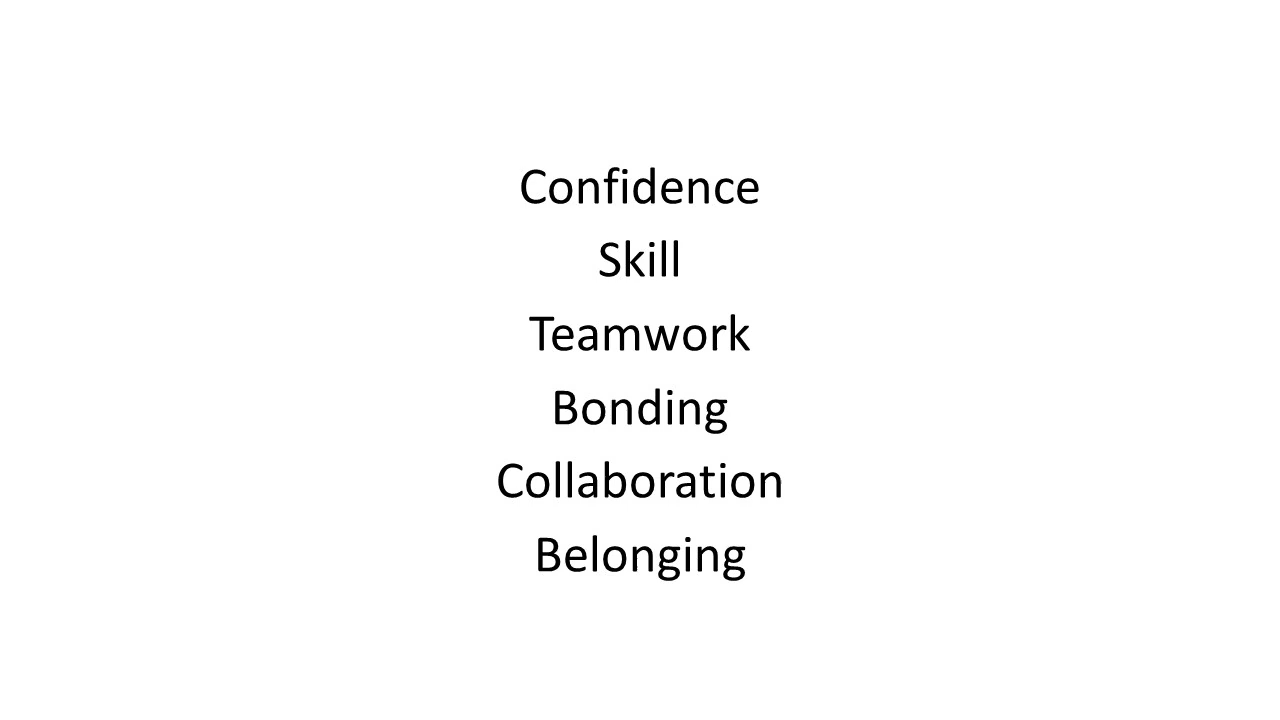 Confidence
Skill
Teamwork
Bonding
Collaboration
Belonging